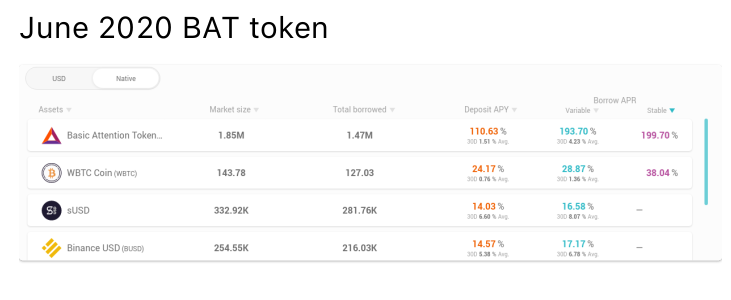 June 2020 BAT token
USD Native
Borrow APR
Assets Market size Total borrowed Deposit APY Variable Stable
Basic Attention Token... 1.85M 1.47M 110.63 % 193.70 % 199.70 %
30D 1.51 % Avg. 30D 4.23 % Avg.
WBTC Coin (WBTC) 143.78 127.03 24.17 % 28.87 % 38.04 %
30D 0.76 % Avg. 30D 1.36 % Avg.
sUSD 332.92K 281.76K 14.03 % 16.58 % —
30D 6.60 % Avg. 30D 8.07 % Avg.
Binance USD (BUSD) 254.55K 216.03K 14.57 % 17.17 % —
30D 5.38 % Avg. 30D 6.78 % Avg.